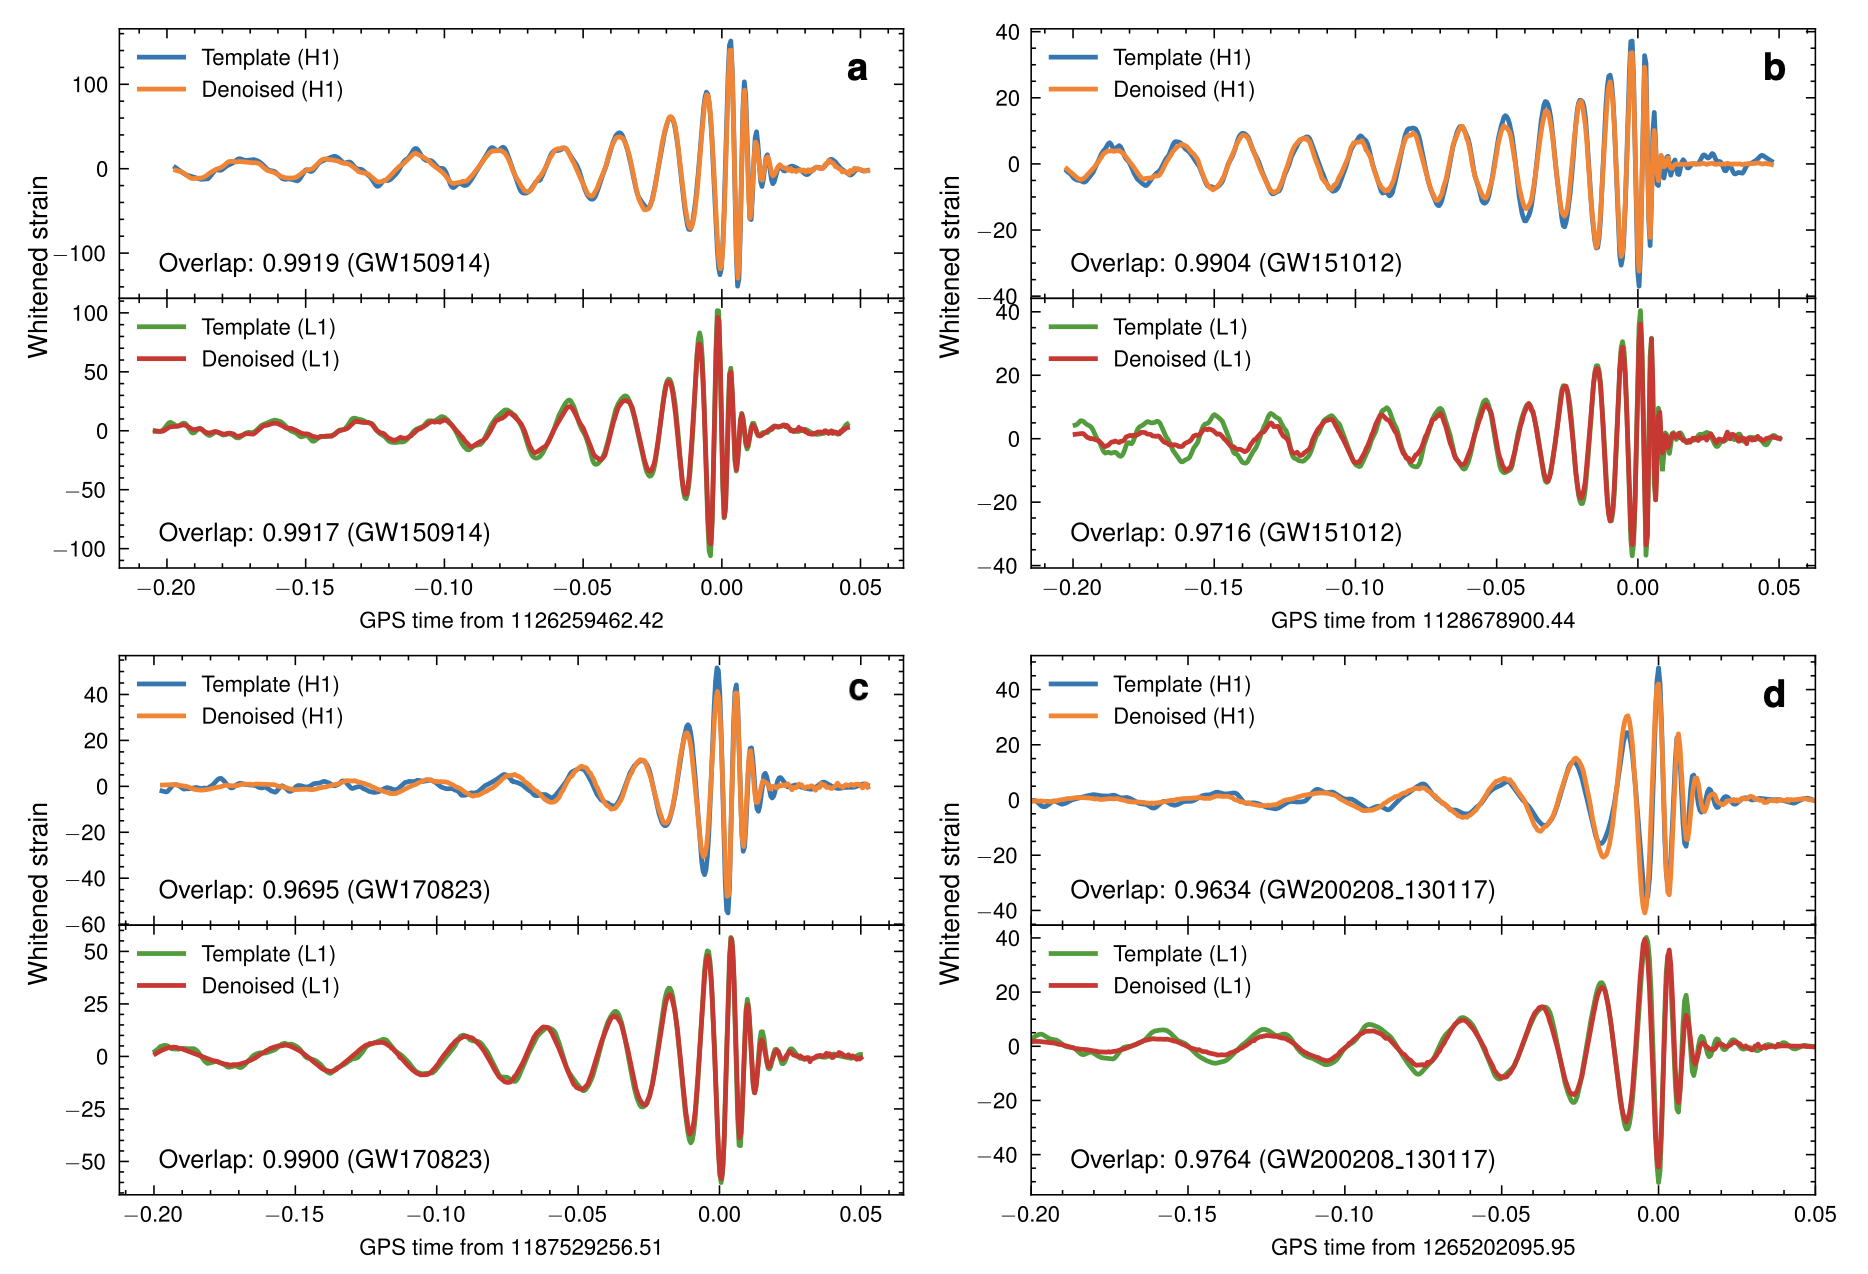 a
Whitened strain
100
0
−100
Template (H1)
Denoised (H1)
Overlap: 0.9919 (GW150914)
100
50
0
−50
−100
Template (L1)
Denoised (L1)
Overlap: 0.9917 (GW150914)
−0.20 −0.15 −0.10 −0.05 0.00 0.05
GPS time from 1126259462.42
b
Whitened strain
40
20
0
−20
−40
Template (H1)
Denoised (H1)
Overlap: 0.9904 (GW151012)
40
20
0
−20
−40
Template (L1)
Denoised (L1)
Overlap: 0.9716 (GW151012)
−0.20 −0.15 −0.10 −0.05 0.00 0.05
GPS time from 1128678900.44
c
Whitened strain
40
20
0
−20
−40
−60
Template (H1)
Denoised (H1)
Overlap: 0.9695 (GW170823)
50
25
0
−25
−50
Template (L1)
Denoised (L1)
Overlap: 0.9900 (GW170823)
−0.20 −0.15 −0.10 −0.05 0.00 0.05
GPS time from 1187529256.51
d
Whitened strain
40
20
0
−20
−40
Template (H1)
Denoised (H1)
Overlap: 0.9634 (GW200208_130117)
40
20
0
−20
−40
Template (L1)
Denoised (L1)
Overlap: 0.9764 (GW200208_130117)
−0.20 −0.15 −0.10 −0.05 0.00 0.05
GPS time from 1265202095.95